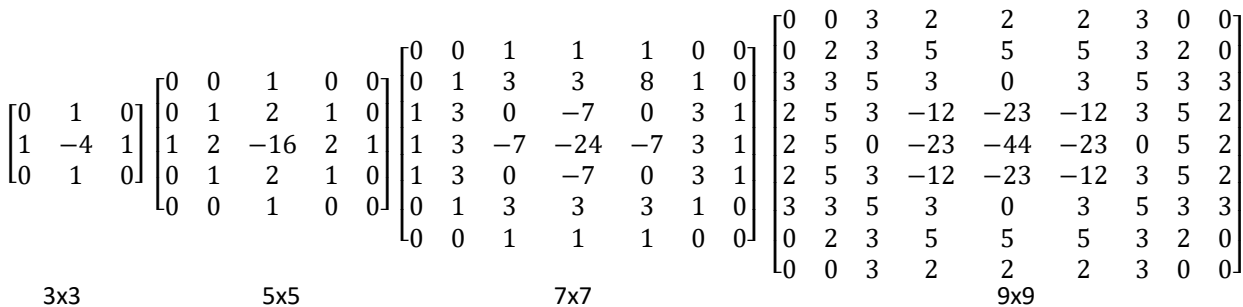 [0 1 0]
[1 −4 1]
[0 1 0]
3x3
[0 0 1 0 0]
[0 1 2 1 0]
[1 2 −16 2 1]
[0 1 2 1 0]
[0 0 1 0 0]
5x5
[0 0 1 1 1 0 0]
[0 1 3 3 8 1 0]
[1 3 0 −7 0 3 1]
[1 3 −7 −24 −7 3 1]
[1 3 0 −7 0 3 1]
[0 1 3 3 3 1 0]
[0 0 1 1 1 0 0]
7x7
[0 0 3 2 2 2 3 0 0]
[0 2 3 5 5 5 3 2 0]
[3 3 5 3 0 3 5 3 3]
[2 5 3 −12 −23 −12 3 5 2]
[2 5 0 −23 −44 −23 0 5 2]
[2 5 3 −12 −23 −12 3 5 2]
[3 3 5 3 0 3 5 3 3]
[0 2 3 5 5 5 3 2 0]
[0 0 3 2 2 2 3 0 0]
9x9